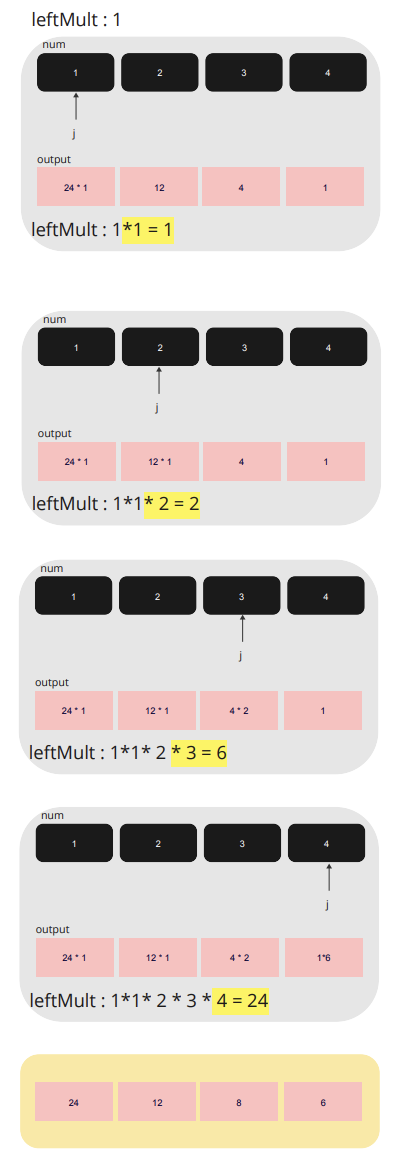 leftMult : 1
num
1 2 3 4
j
output
24 * 1 12 4 1
leftMult : 1*1 = 1
num
1 2 3 4
j
output
24 * 1 12 * 1 4 1
leftMult : 1*1* 2 = 2
num
1 2 3 4
j
output
24 * 1 12 * 1 4 * 2 1
leftMult : 1*1* 2 * 3 = 6
num
1 2 3 4
j
output
24 * 1 12 * 1 4 * 2 1*6
leftMult : 1*1* 2 * 3 * 4 = 24
24 12 8 6